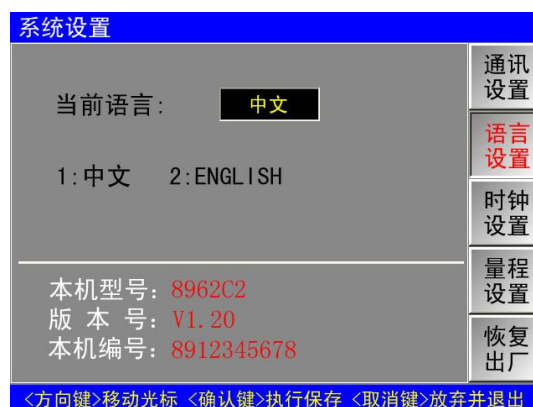 系统设置
当前语言: 中文
1:中文 2:ENGLISH
本机型号: 8962C2
版 本 号: V1.20
本机编号: 8912345678
通讯
设置
语言
设置
时钟
设置
量程
设置
恢复
出厂
<方向键>移动光标 <确认键>执行保存 <取消键>放弃并退出